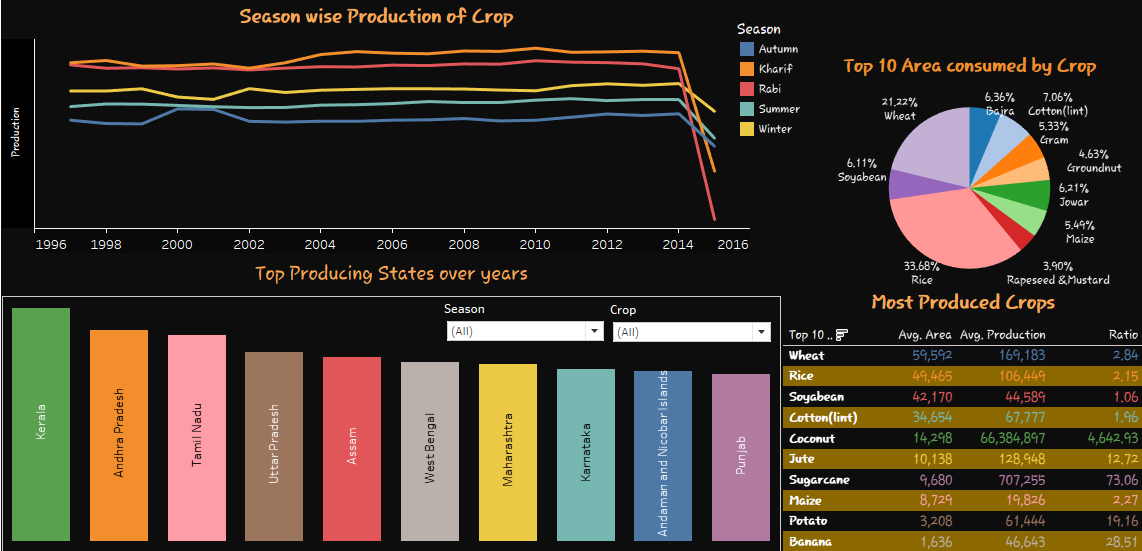 Season wise Production of Crop
Production
1996 1998 2000 2002 2004 2006 2008 2010 2012 2014 2016
Season
Autumn
Kharif
Rabi
Summer
Winter
Top 10 Area consumed by Crop
6,36%
Bajra
7.06%
Cotton(lint)
5.33%
Gram
4.63%
Groundnut
6.21%
Jowar
5.49%
Maize
3.90%
Rapeseed &Mustard
33.68%
Rice
6.11%
Soyabean
21,22%
Wheat
Top Producing States over years
Season
(All)
Crop
(All)
Kerala
Andhra Pradesh
Tamil Nadu
Uttar Pradesh
Assam
West Bengal
Maharashtra
Karnataka
Andaman and Nicobar Islands
Punjab
Most Produced Crops
Top 10 .. Avg. Area Avg. Production Ratio
Wheat 59,592 169,183 2.84
Rice 49,465 106,449 2.15
Soyabean 42,170 44,589 1.06
Cotton(lint) 34,654 67,777 1.96
Coconut 14,298 66,384,897 4,642.93
Jute 10,138 128,948 12.72
Sugarcane 9,680 707,255 73.06
Maize 8,729 19,826 2.27
Potato 3,208 61,444 19.16
Banana 1,636 46,643 28.51